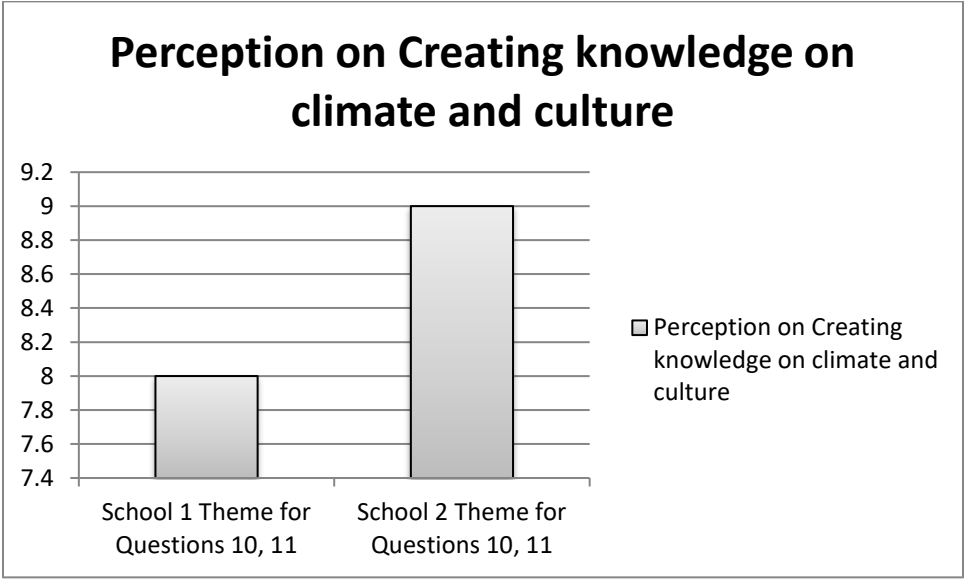 Perception on Creating knowledge on
climate and culture
9.2
9
8.8
8.6
8.4
8.2
8
7.8
7.6
7.4
School 1 Theme for
Questions 10, 11
School 2 Theme for
Questions 10, 11
Perception on Creating
knowledge on climate and
culture